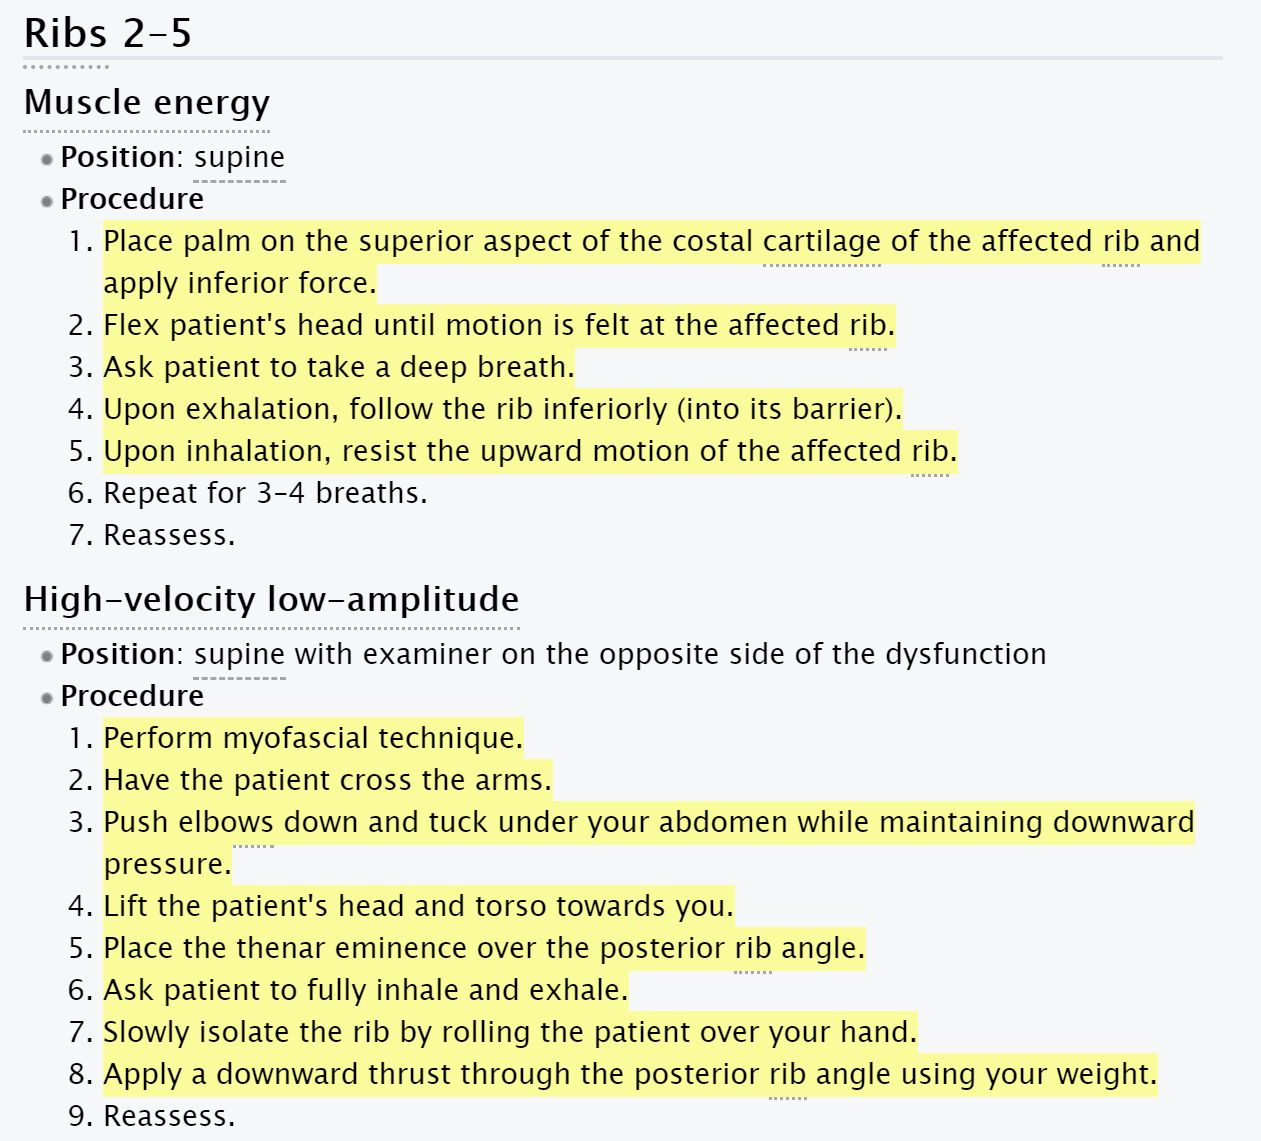 Ribs 2–5
Muscle energy
Position: supine
Procedure
1. Place palm on the superior aspect of the costal cartilage of the affected rib and
apply inferior force.
2. Flex patient's head until motion is felt at the affected rib.
3. Ask patient to take a deep breath.
4. Upon exhalation, follow the rib inferiorly (into its barrier).
5. Upon inhalation, resist the upward motion of the affected rib.
6. Repeat for 3–4 breaths.
7. Reassess.
High-velocity low-amplitude
Position: supine with examiner on the opposite side of the dysfunction
Procedure
1. Perform myofascial technique.
2. Have the patient cross the arms.
3. Push elbows down and tuck under your abdomen while maintaining downward
pressure.
4. Lift the patient's head and torso towards you.
5. Place the thenar eminence over the posterior rib angle.
6. Ask patient to fully inhale and exhale.
7. Slowly isolate the rib by rolling the patient over your hand.
8. Apply a downward thrust through the posterior rib angle using your weight.
9. Reassess.